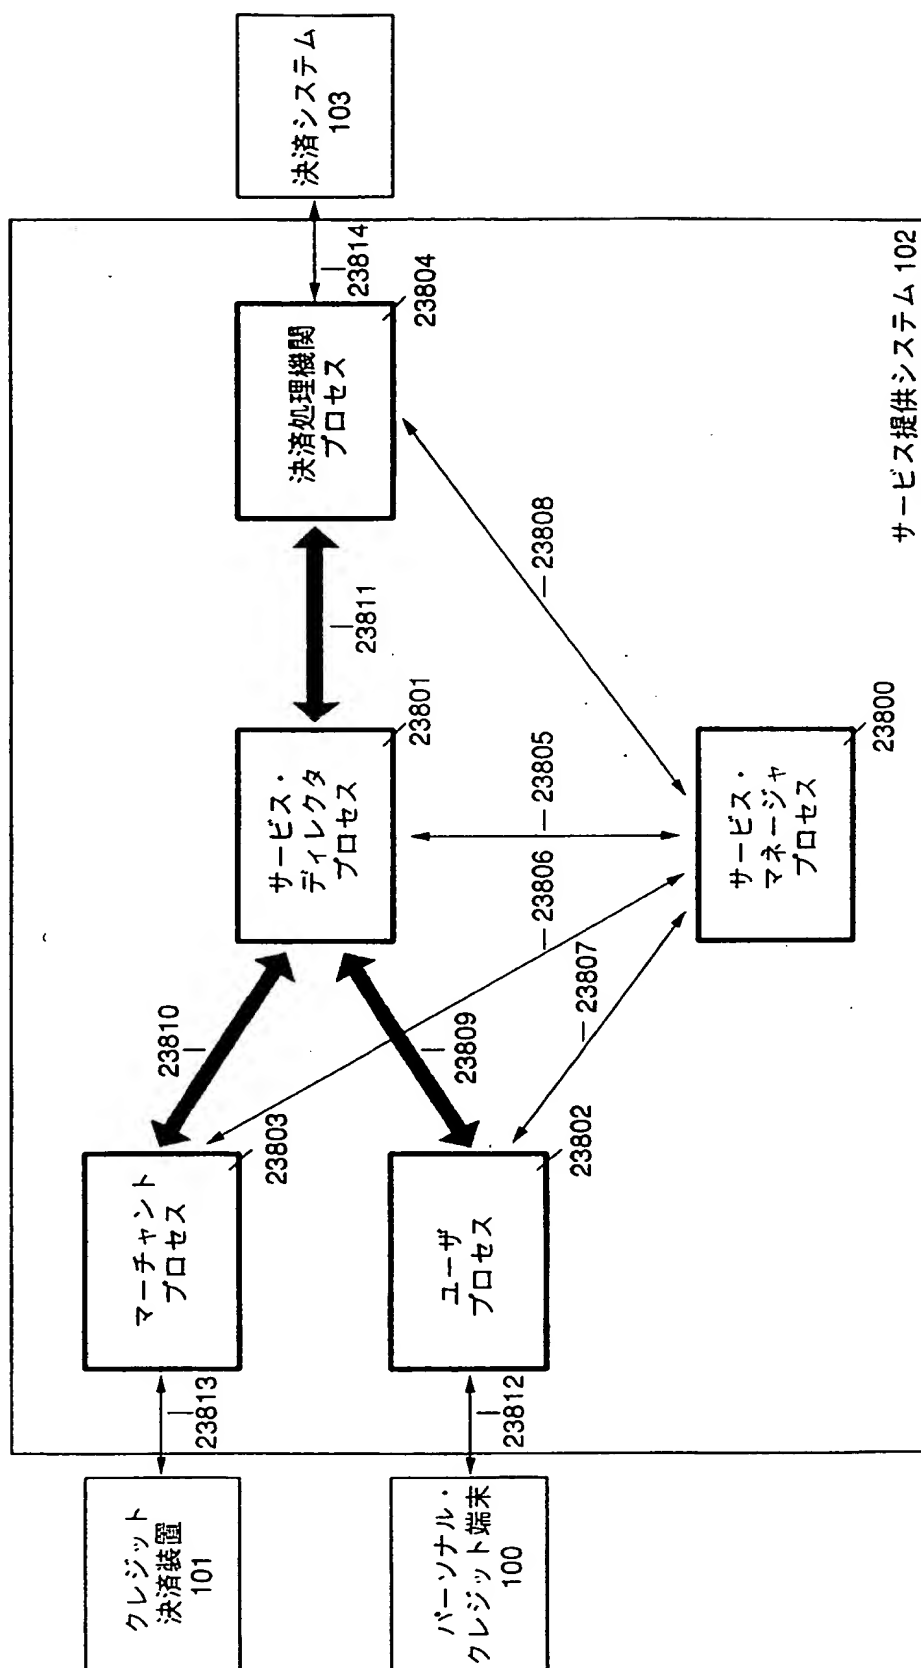 クレジット
決済装置
101
23813
マーチャント
プロセス
23803
23810
パーソナル・
クレジット端末
100
23812
ユーザ
プロセス
23802
23809
サービス・
ディレクタ
プロセス
23801
23811
決済処理機関
プロセス
23804
23814
決済システム
103
23807
23806
23805
23808
サービス・
マネージャ
プロセス
23800
サービス提供システム 102